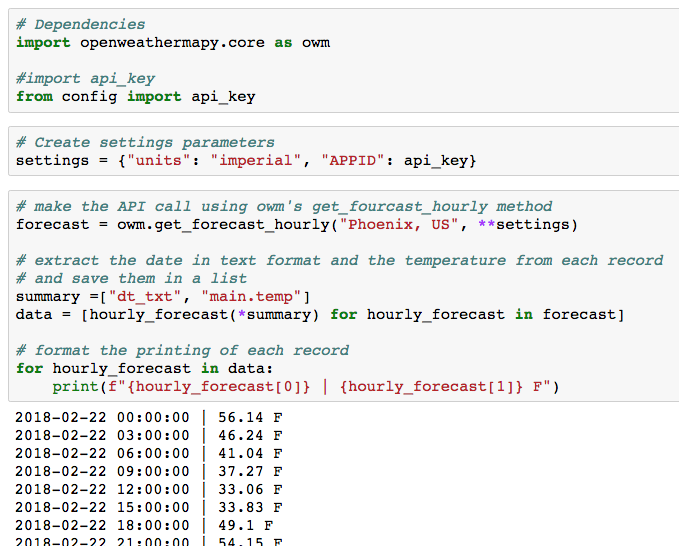 # Dependencies
import openweathermapy.core as owm
#import api_key
from config import api_key
# Create settings parameters
settings = {"units": "imperial", "APPID": api_key}
# make the API call using owm's get_fourcast_hourly method
forecast = owm.get_forecast_hourly("Phoenix, US", **settings)
# extract the date in text format and the temperature from each record
# and save them in a list
summary =["dt_txt", "main.temp"]
data = [hourly_forecast(*summary) for hourly_forecast in forecast]
# format the printing of each record
for hourly_forecast in data:
    print(f"{hourly_forecast[0]} | {hourly_forecast[1]} F")
2018-02-22 00:00:00 | 56.14 F
2018-02-22 03:00:00 | 46.24 F
2018-02-22 06:00:00 | 41.04 F
2018-02-22 09:00:00 | 37.27 F
2018-02-22 12:00:00 | 33.06 F
2018-02-22 15:00:00 | 33.83 F
2018-02-22 18:00:00 | 49.1 F
2018-02-22 21:00:00 | 54.15 F